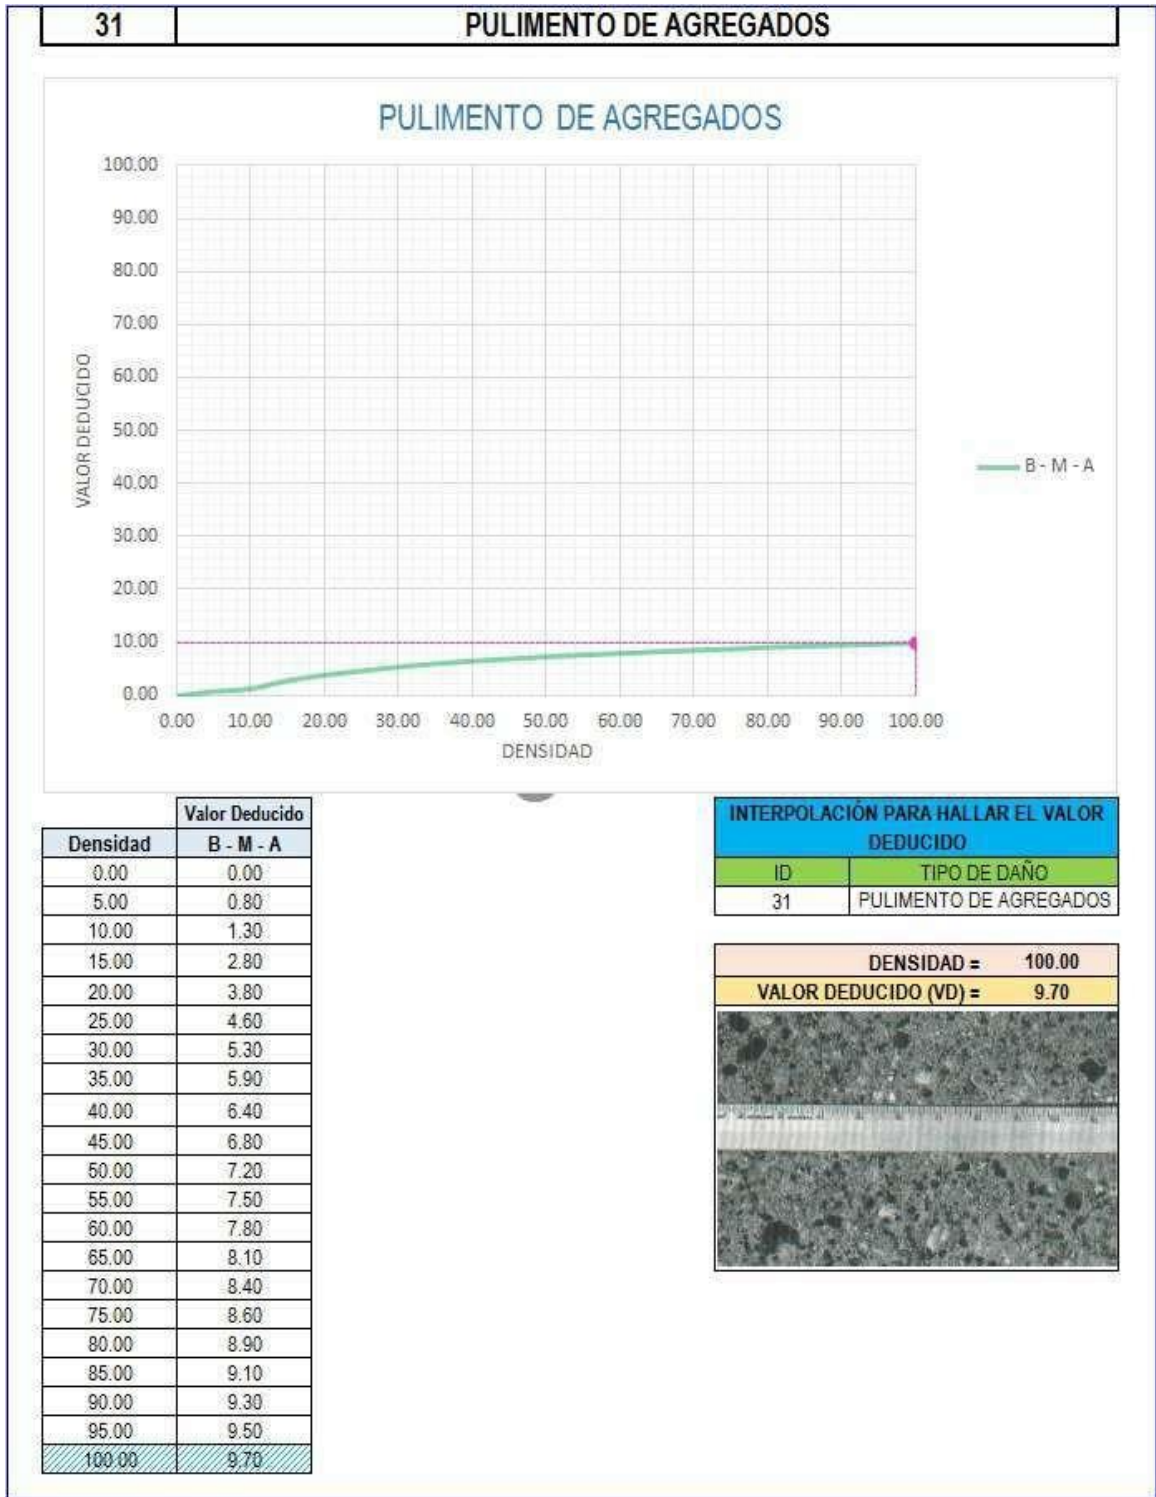 31 PULIMENTO DE AGREGADOS
PULIMENTO DE AGREGADOS
100.00
90.00
80.00
70.00
60.00
50.00
40.00
30.00
20.00
10.00
0.00
VALOR DEDUCIDO
0.00 10.00 20.00 30.00 40.00 50.00 60.00 70.00 80.00 90.00 100.00
DENSIDAD
B - M - A
Valor Deducido
Densidad B - M - A
0.00 0.00
5.00 0.80
10.00 1.30
15.00 2.80
20.00 3.80
25.00 4.60
30.00 5.30
35.00 5.90
40.00 6.40
45.00 6.80
50.00 7.20
55.00 7.50
60.00 7.80
65.00 8.10
70.00 8.40
75.00 8.60
80.00 8.90
85.00 9.10
90.00 9.30
95.00 9.50
100.00 9.70
INTERPOLACIÓN PARA HALLAR EL VALOR
DEDUCIDO
ID TIPO DE DAÑO
31 PULIMENTO DE AGREGADOS
DENSIDAD = 100.00
VALOR DEDUCIDO (VD) = 9.70